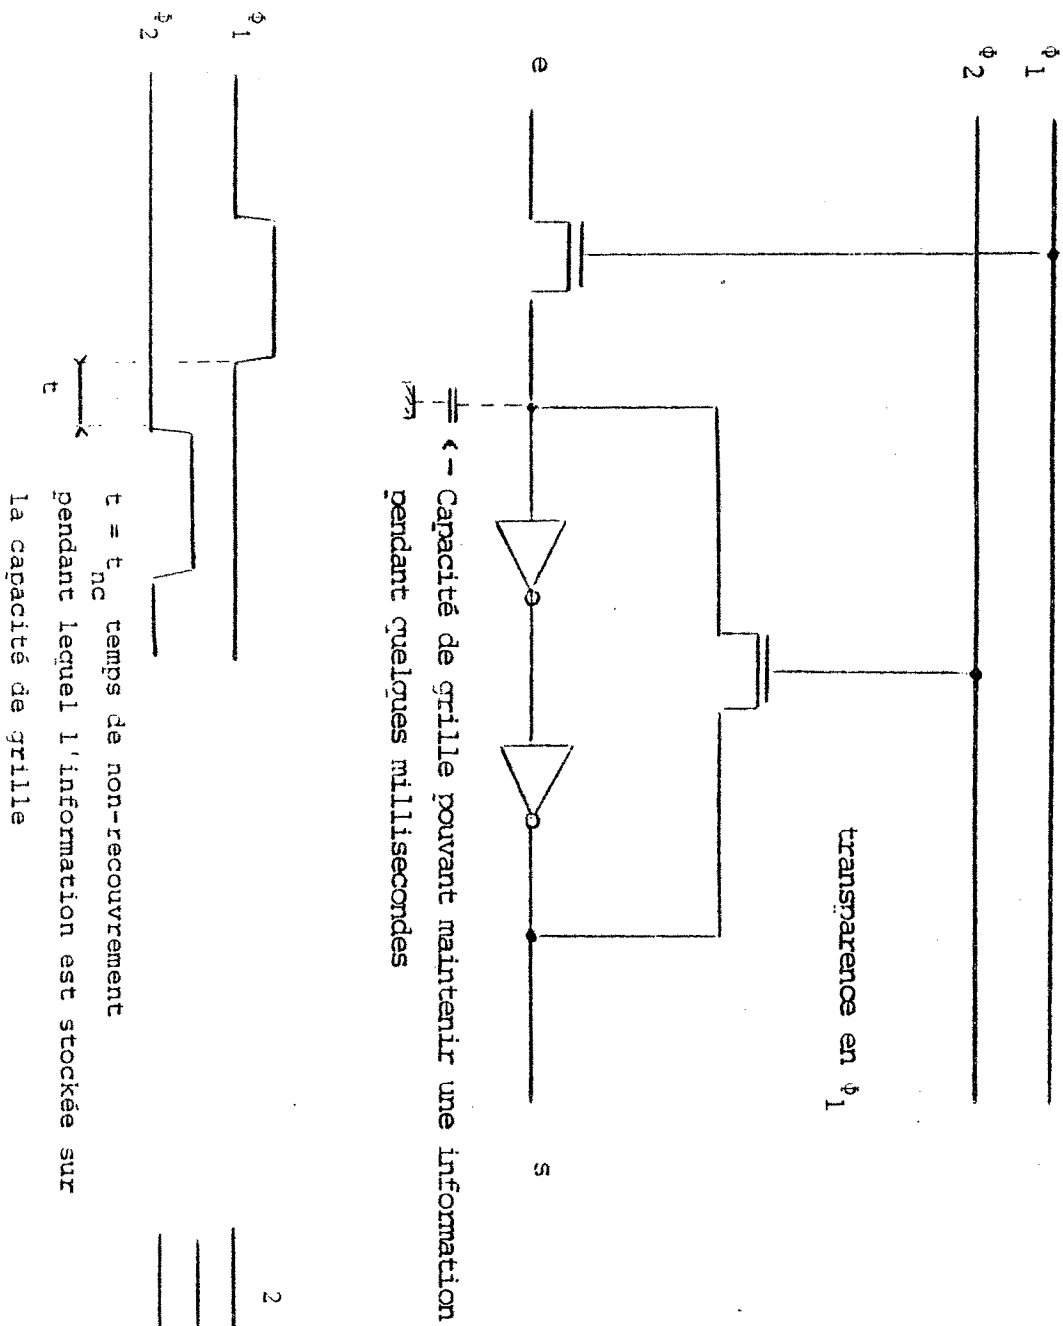 Φ1
Φ2
transparence en Φ1
e
s
<- Capacité de grille pouvant maintenir une information
pendant quelques millisecondes
Φ1
Φ2
t
t = t nc temps de non-recouvrement
pendant lequel l'information est stockée sur
la capacité de grille
2